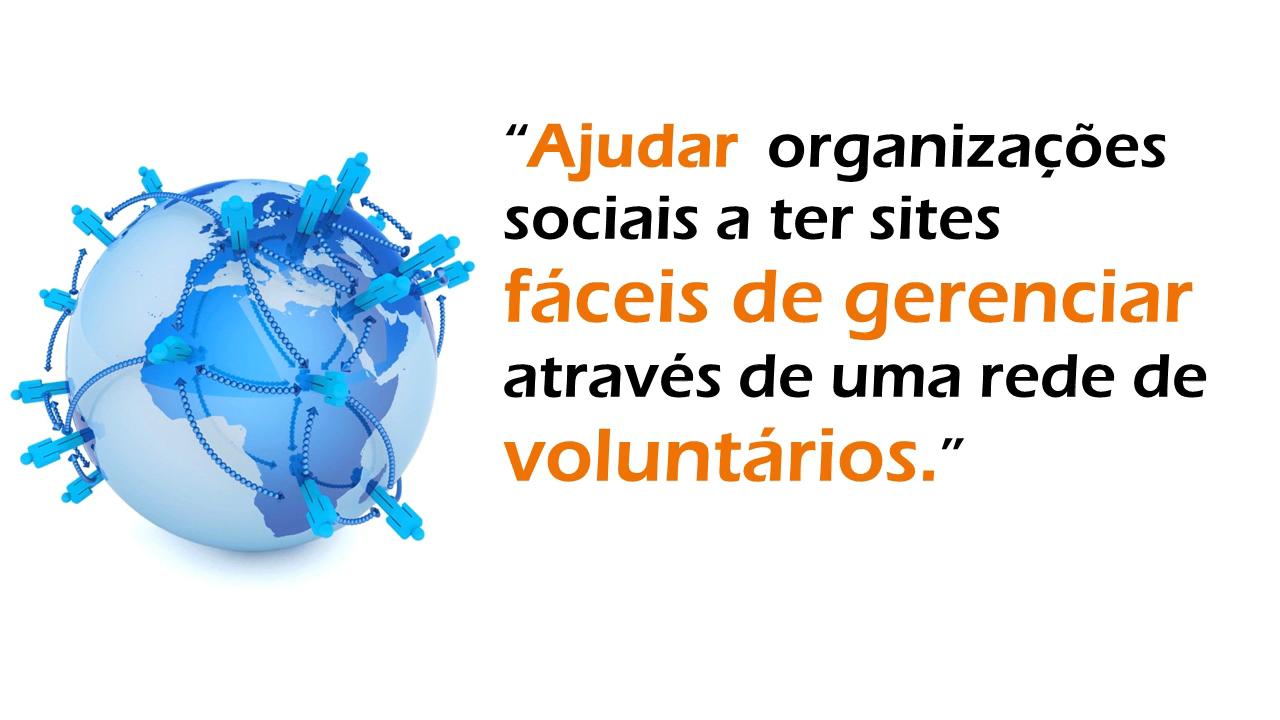 “Ajudar organizações
sociais a ter sites
fáceis de gerenciar
através de uma rede de
voluntários.”